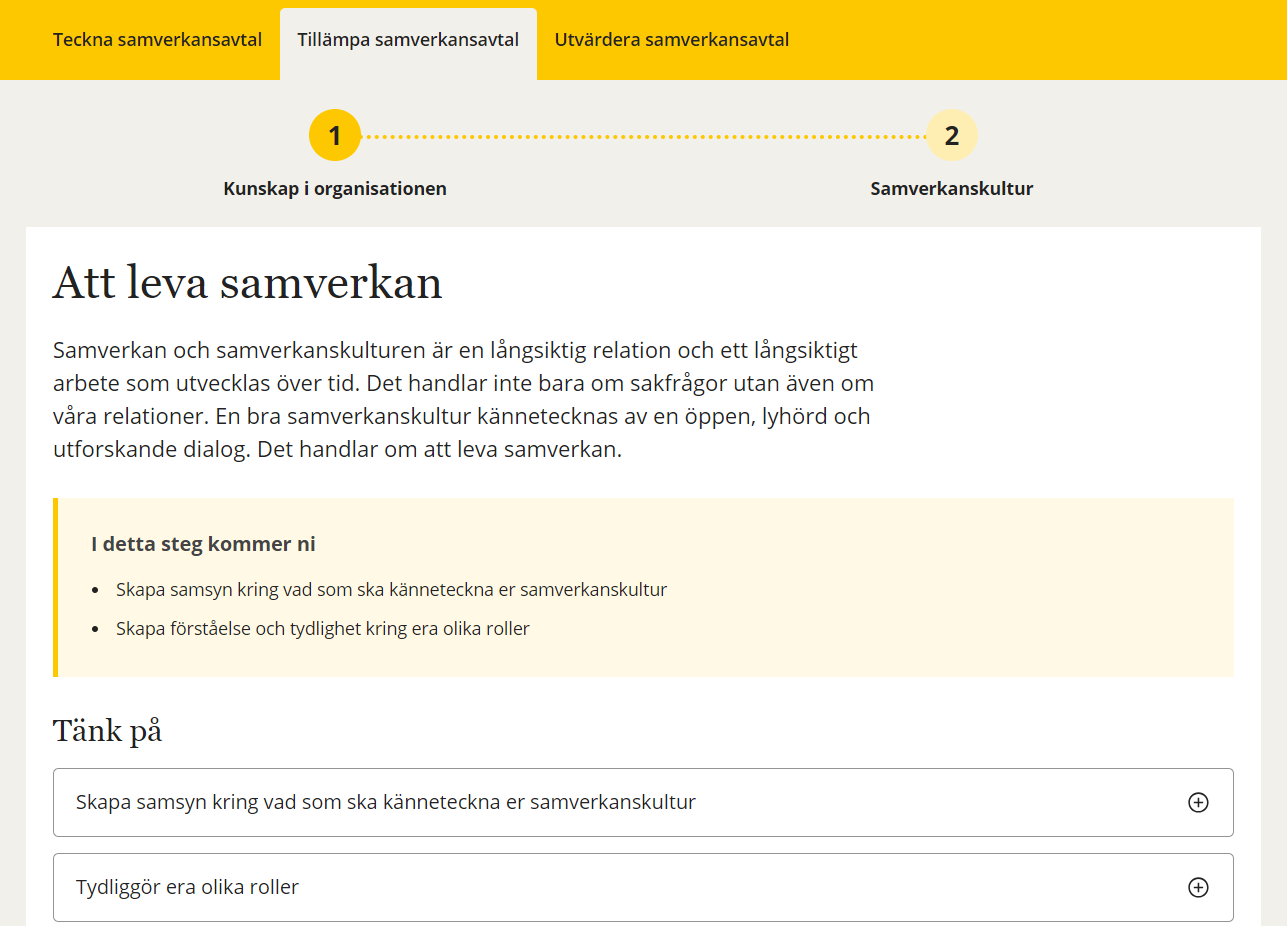 Teckna samverkansavtal
Tillämpa samverkansavtal
Utvärdera samverkansavtal
1
2
Kunskap i organisationen
Samverkanskultur
Att leva samverkan
Samverkan och samverkanskulturen är en långsiktig relation och ett långsiktigt
arbete som utvecklas över tid. Det handlar inte bara om sakfrågor utan även om
våra relationer. En bra samverkanskultur kännetecknas av en öppen, lyhörd och
utforskande dialog. Det handlar om att leva samverkan.
I detta steg kommer ni
• Skapa samsyn kring vad som ska känneteckna er samverkanskultur
• Skapa förståelse och tydlighet kring era olika roller
Tänk på
Skapa samsyn kring vad som ska känneteckna er samverkanskultur
Tydliggör era olika roller